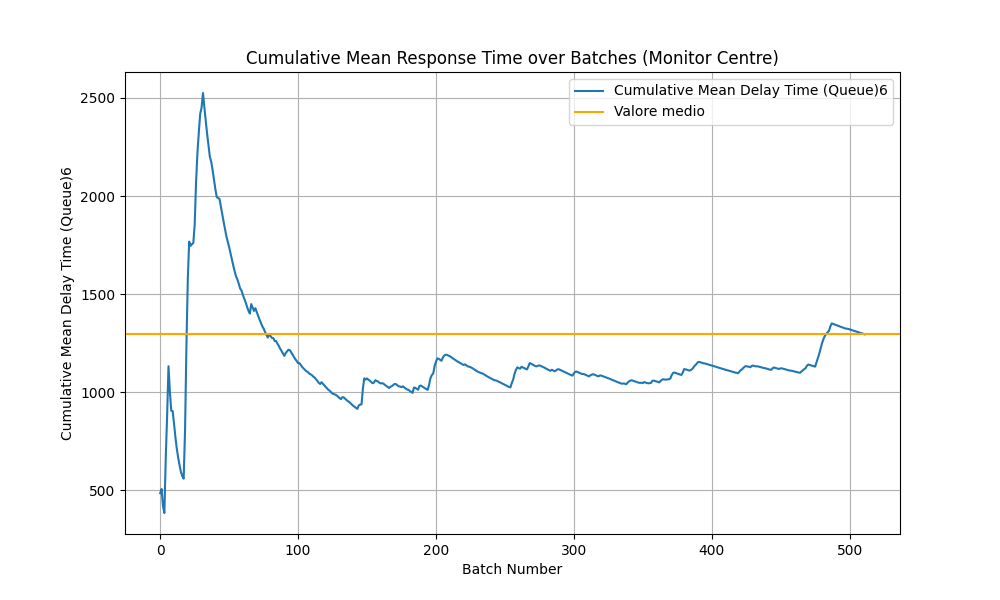 Cumulative Mean Response Time over Batches (Monitor Centre)
Cumulative Mean Delay Time (Queue)6
Valore medio
2500
2000
1500
1000
500
Cumulative Mean Delay Time (Queue)6
0 100 200 300 400 500
Batch Number